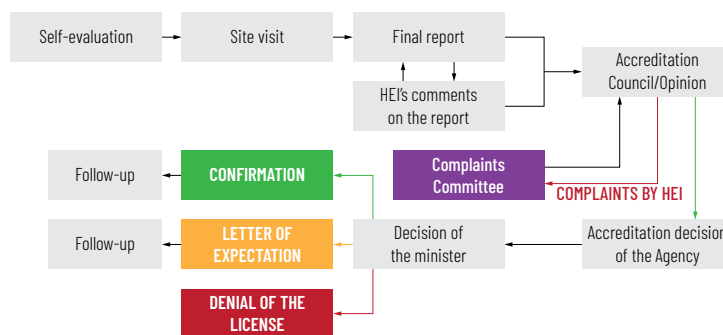 Self-evaluation
Site visit
Final report
Accreditation
Council/Opinion
HEI's comments
on the report
Follow-up
CONFIRMATION
Complaints
Committee
COMPLAINTS BY HEI
Follow-up
LETTER OF
EXPECTATION
Decision of
the minister
Accreditation decision
of the Agency
DENIAL OF THE
LICENSE